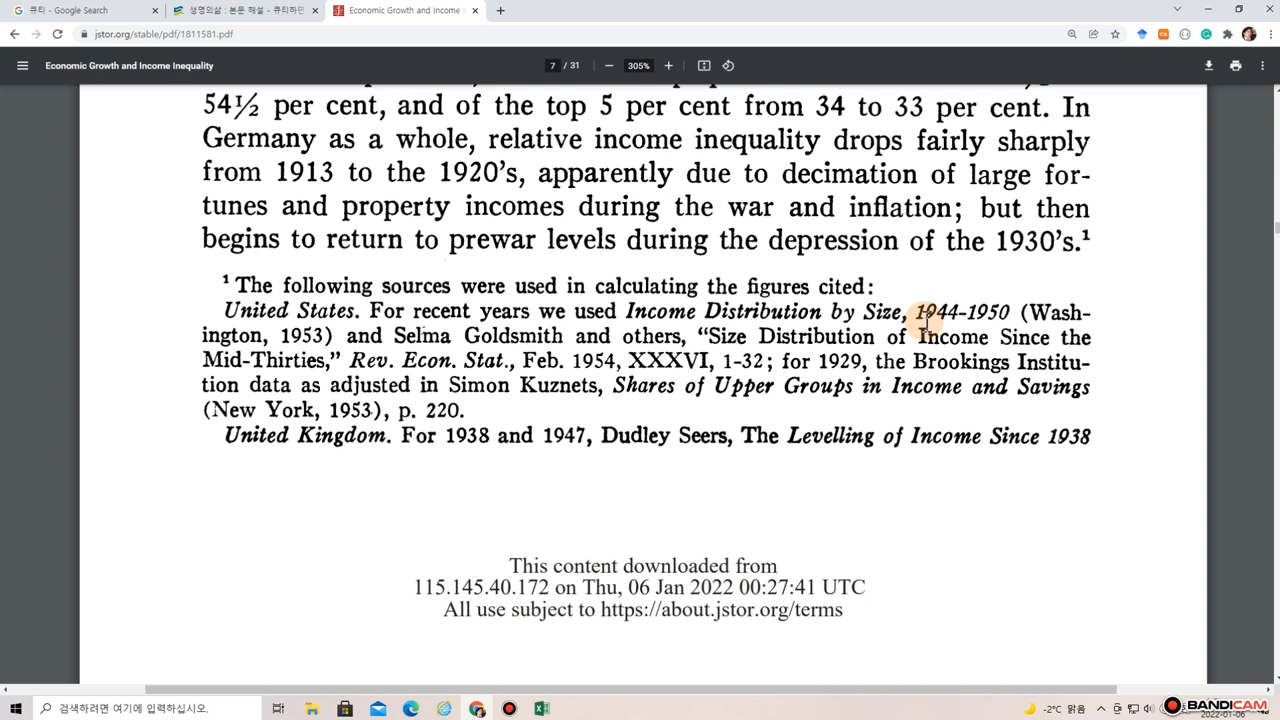 큐티 - Google Search
생명의삶 : 본문 해설 - 큐티하면
Economic Growth and Income In
jstor.org/stable/pdf/1811581.pdf
Economic Growth and Income Inequality
7 / 31
305%
54½ per cent, and of the top 5 per cent from 34 to 33 per cent. In
Germany as a whole, relative income inequality drops fairly sharply
from 1913 to the 1920's, apparently due to decimation of large for-
tunes and property incomes during the war and inflation; but then
begins to return to prewar levels during the depression of the 1930's.¹
¹ The following sources were used in calculating the figures cited:
United States. For recent years we used Income Distribution by Size, 1944-1950 (Wash-
ington, 1953) and Selma Goldsmith and others, "Size Distribution of Income Since the
Mid-Thirties," Rev. Econ. Stat., Feb. 1954, XXXVI, 1-32; for 1929, the Brookings Institu-
tion data as adjusted in Simon Kuznets, Shares of Upper Groups in Income and Savings
(New York, 1953), p. 220.
United Kingdom. For 1938 and 1947, Dudley Seers, The Levelling of Income Since 1938
This content downloaded from
115.145.40.172 on Thu, 06 Jan 2022 00:27:41 UTC
All use subject to https://about.jstor.org/terms
검색하려면 여기에 입력하십시오.
-2°C 맑음
BANDICAM
2022-01-06